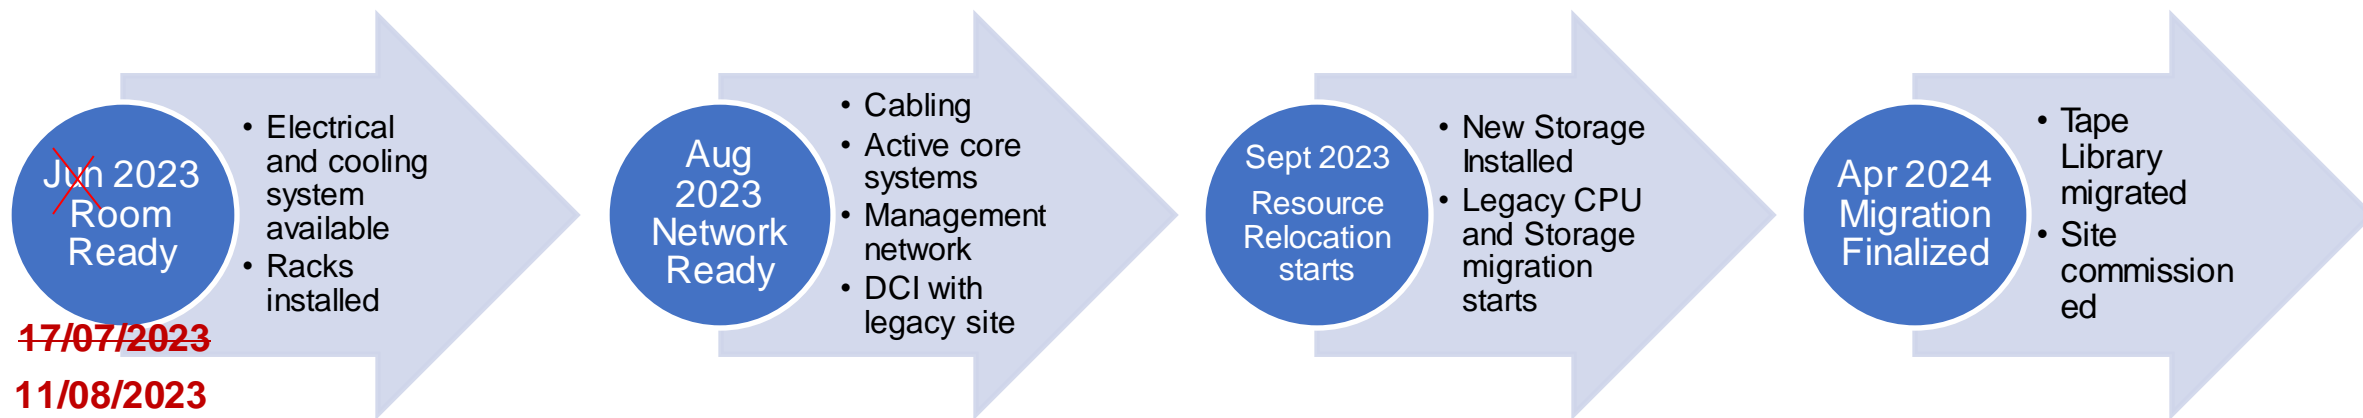 Jun 2023
Room
Ready
• Electrical
and cooling
system
available
• Racks
installed
17/07/2023
11/08/2023
Aug
2023
Network
Ready
• Cabling
• Active core
systems
• Management
network
• DCI with
legacy site
Sept 2023
Resource
Relocation
starts
• New Storage
Installed
• Legacy CPU
and Storage
migration
starts
Apr 2024
Migration
Finalized
• Tape
Library
migrated
• Site
commission
ed